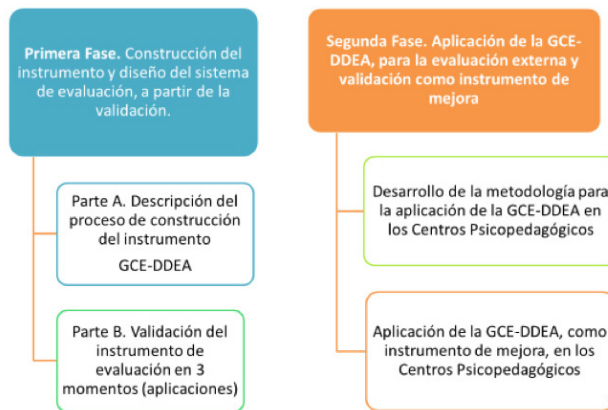 Primera Fase. Construcción del
instrumento y diseño del sistema
de evaluación, a partir de la
validación.
Parte A. Descripción del
proceso de construcción
del instrumento
GCE-DDEA
Parte B. Validación del
instrumento de
evaluación en 3
momentos (aplicaciones)
Segunda Fase. Aplicación de la GCE-
DDEA, para la evaluación externa y
validación como instrumento de
mejora
Desarrollo de la metodología para
la aplicación de la GCE-DDEA en
los Centros Psicopedagógicos
Aplicación de la GCE-DDEA, como
instrumento de mejora, en los
Centros Psicopedagógicos